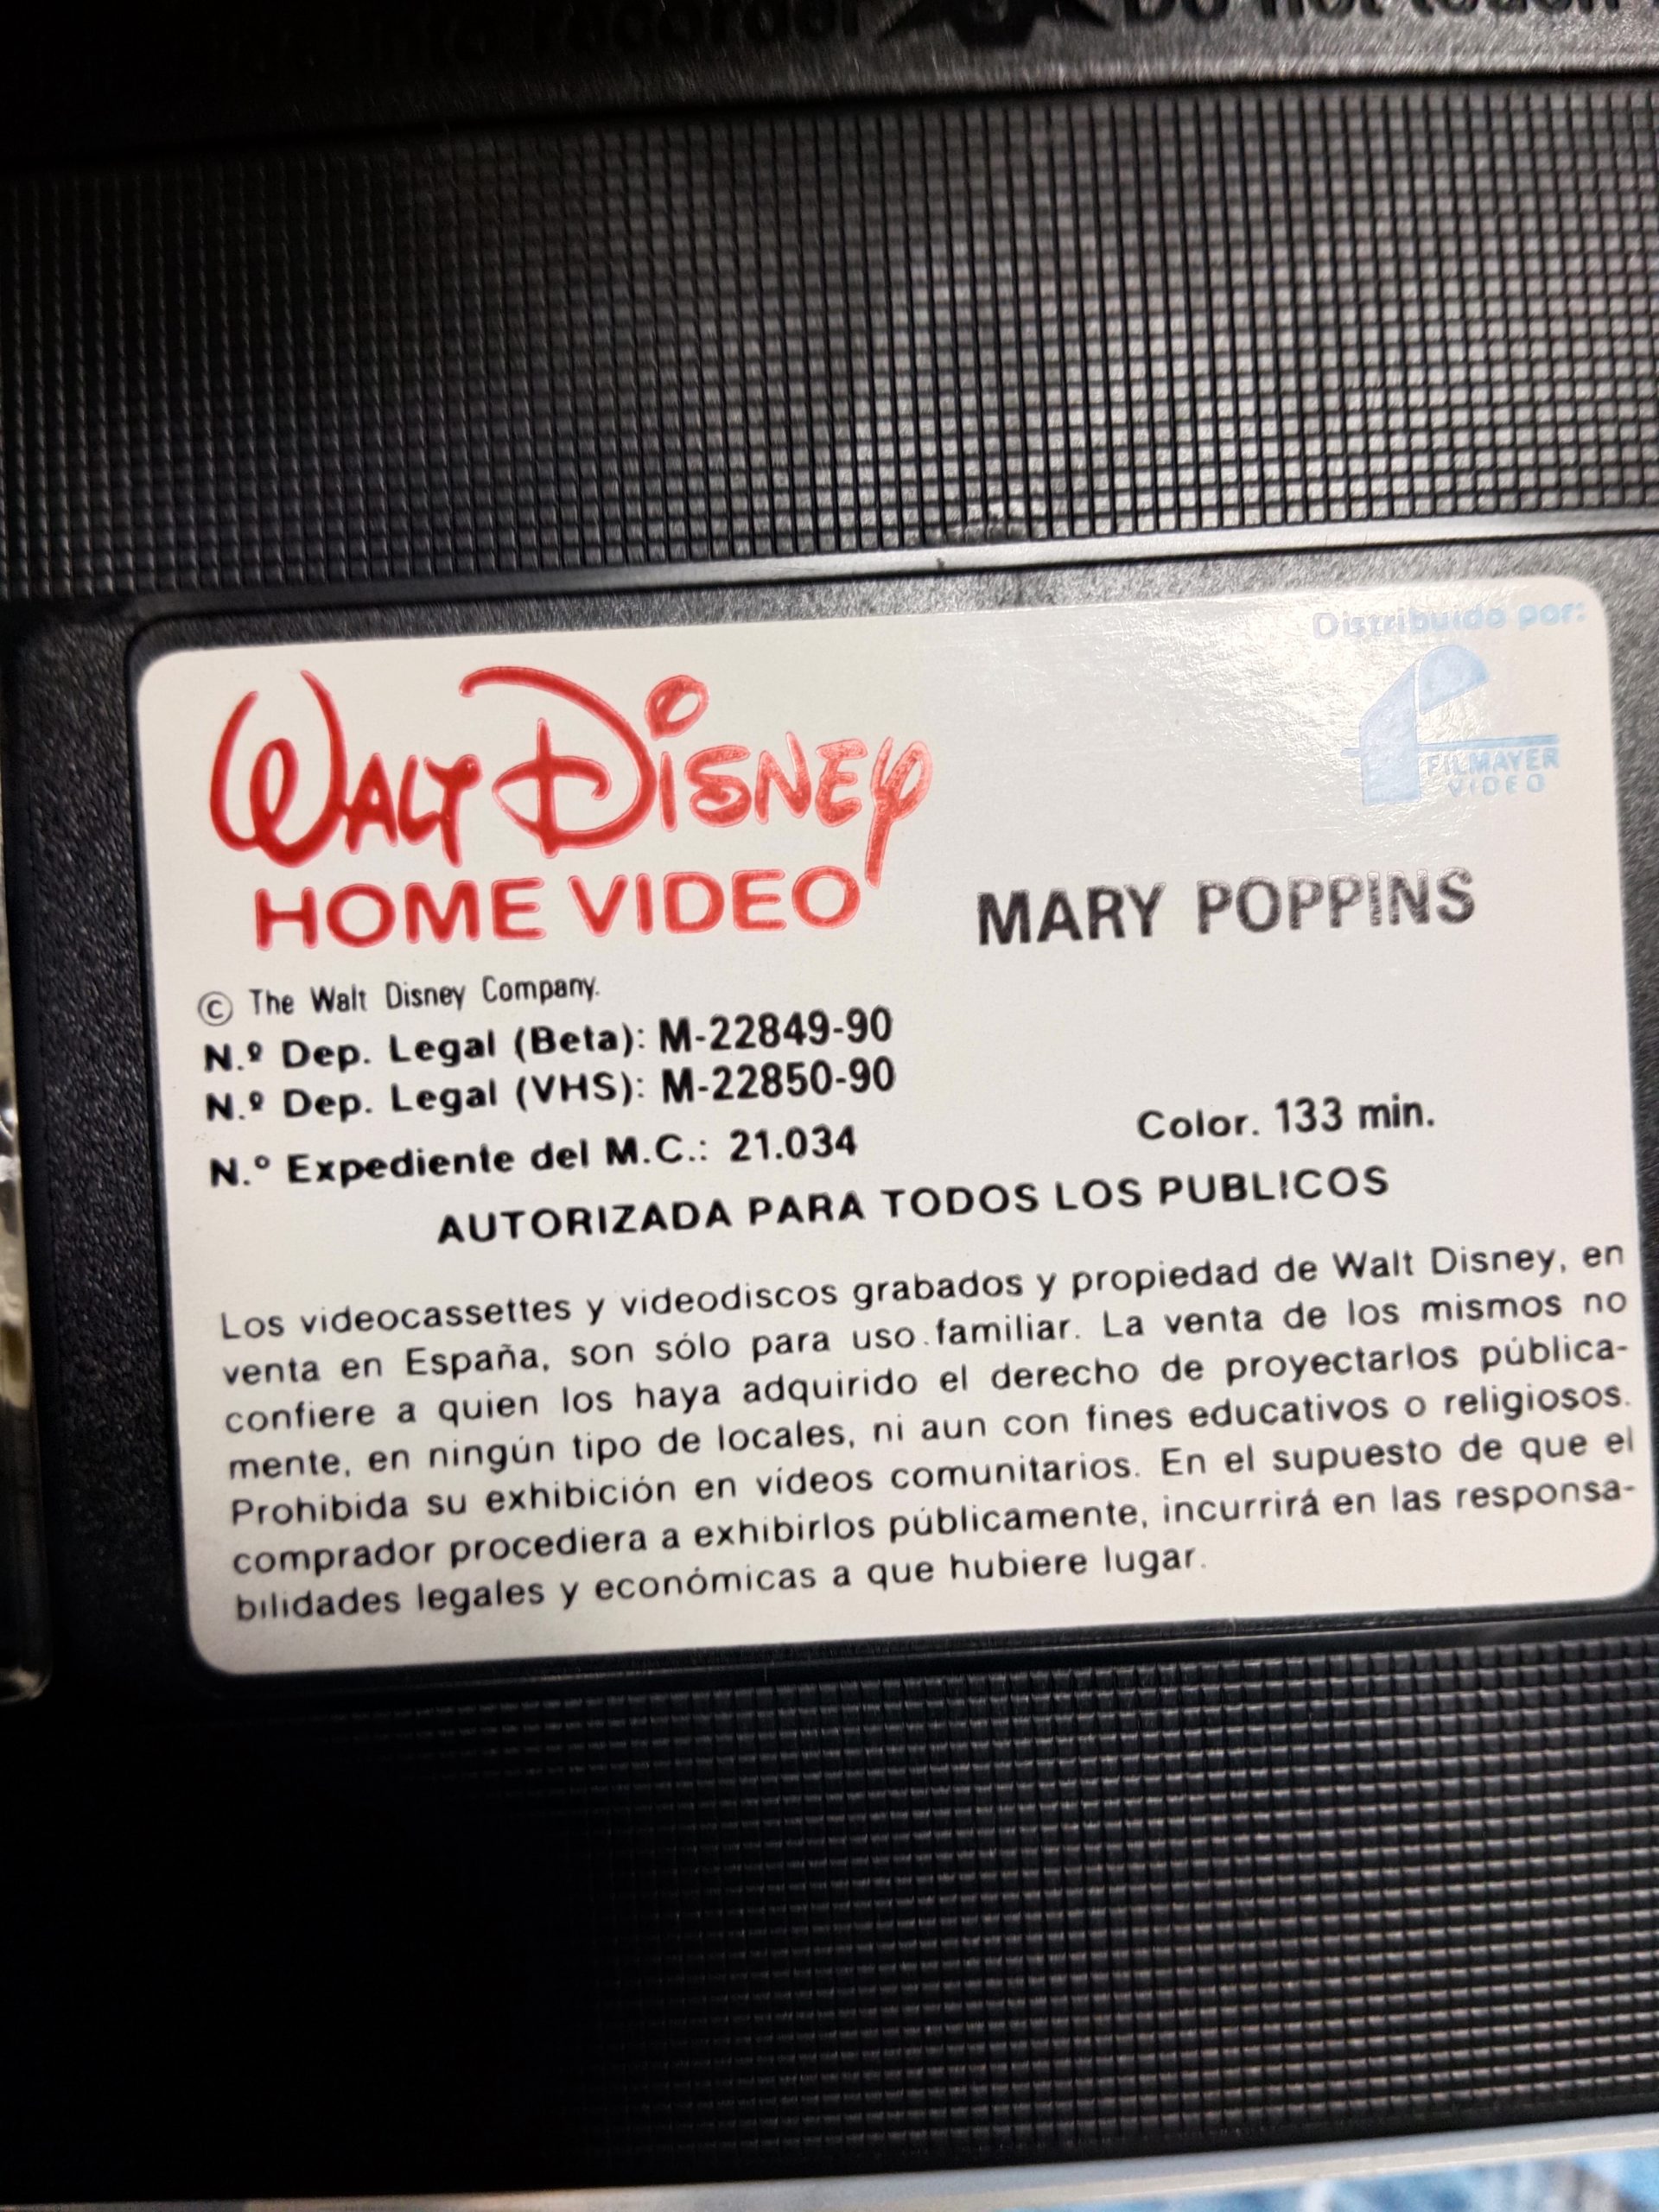 into recorder
Do not touch
Distribuido por:
FILMAYER
VIDEO
WALT DISNEY
HOME VIDEO
MARY POPPINS
© The Walt Disney Company.
N.º Dep. Legal (Beta): M-22849-90
N.º Dep. Legal (VHS): M-22850-90
N.º Expediente del M.C.: 21.034
Color. 133 min.
AUTORIZADA PARA TODOS LOS PUBLICOS
Los videocassettes y videodiscos grabados y propiedad de Walt Disney, en
venta en España, son sólo para uso familiar. La venta de los mismos no
confiere a quien los haya adquirido el derecho de proyectarlos pública-
mente, en ningún tipo de locales, ni aun con fines educativos o religiosos.
Prohibida su exhibición en vídeos comunitarios. En el supuesto de que el
comprador procediera a exhibirlos públicamente, incurrirá en las responsa-
bilidades legales y económicas a que hubiere lugar.